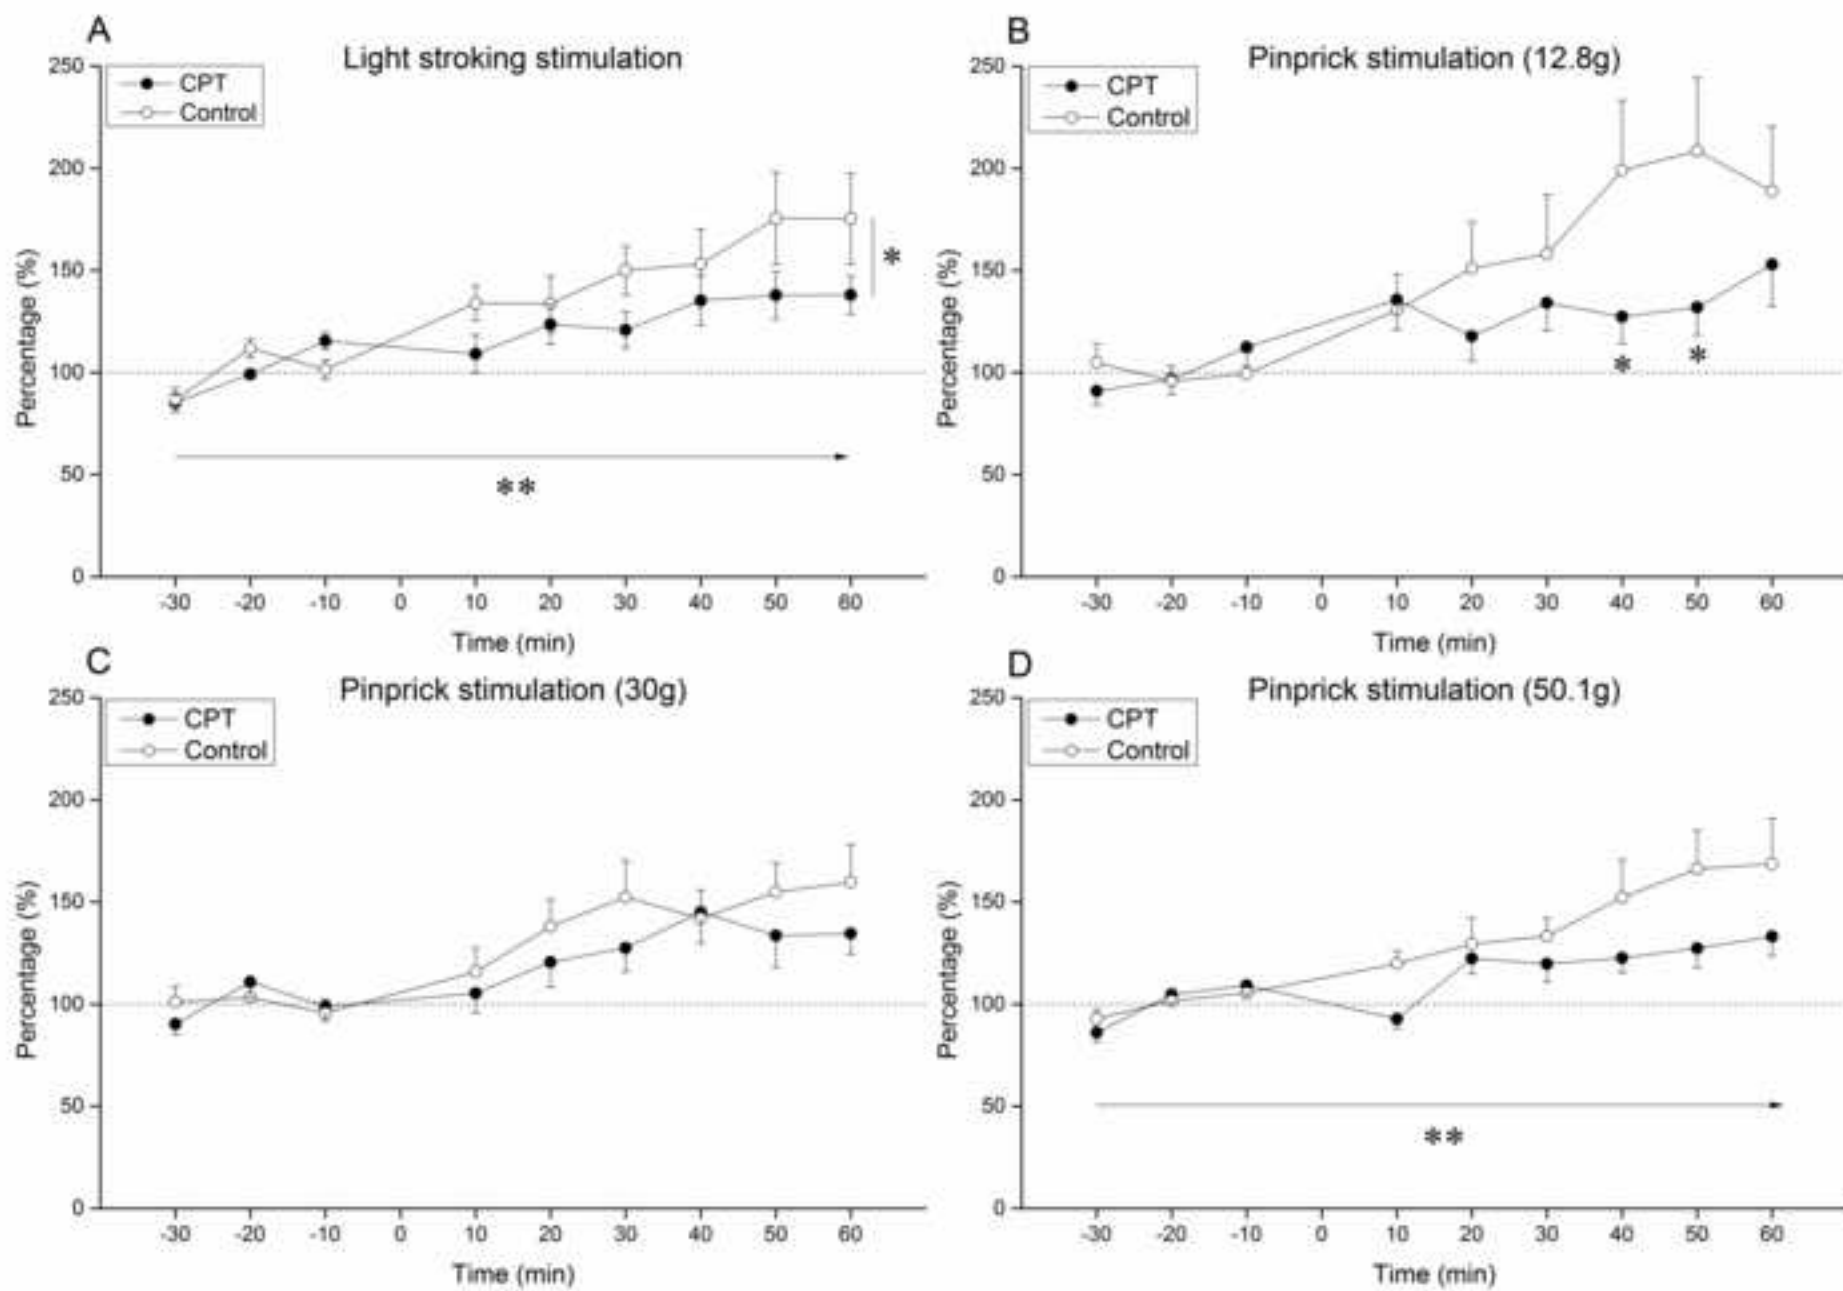 A
Light stroking stimulation
CPT
Control
250
200
150
100
50
0
Percentage (%)
*
**
-30 -20 -10 0 10 20 30 40 50 60
Time (min)
B
Pinprick stimulation (12.8g)
CPT
Control
250
200
150
100
50
0
Percentage (%)
* *
-30 -20 -10 0 10 20 30 40 50 60
Time (min)
C
Pinprick stimulation (30g)
CPT
Control
250
200
150
100
50
0
Percentage (%)
-30 -20 -10 0 10 20 30 40 50 60
Time (min)
D
Pinprick stimulation (50.1g)
CPT
Control
250
200
150
100
50
0
Percentage (%)
**
-30 -20 -10 0 10 20 30 40 50 60
Time (min)